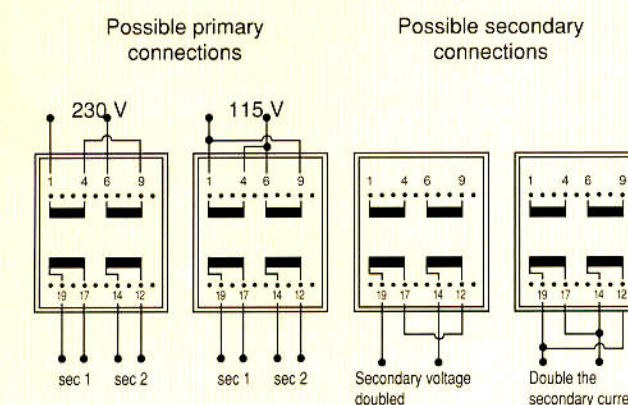 Possible primary
connections
Possible secondary
connections
230 V
115 V
1 4 6 9
1 4 6 9
1 4 6 9
1 4 6 9
19 17 14 12
19 17 14 12
19 17 14 12
19 17 14 12
sec 1 sec 2
sec 1 sec 2
Secondary voltage
doubled
Double the
secondary curre